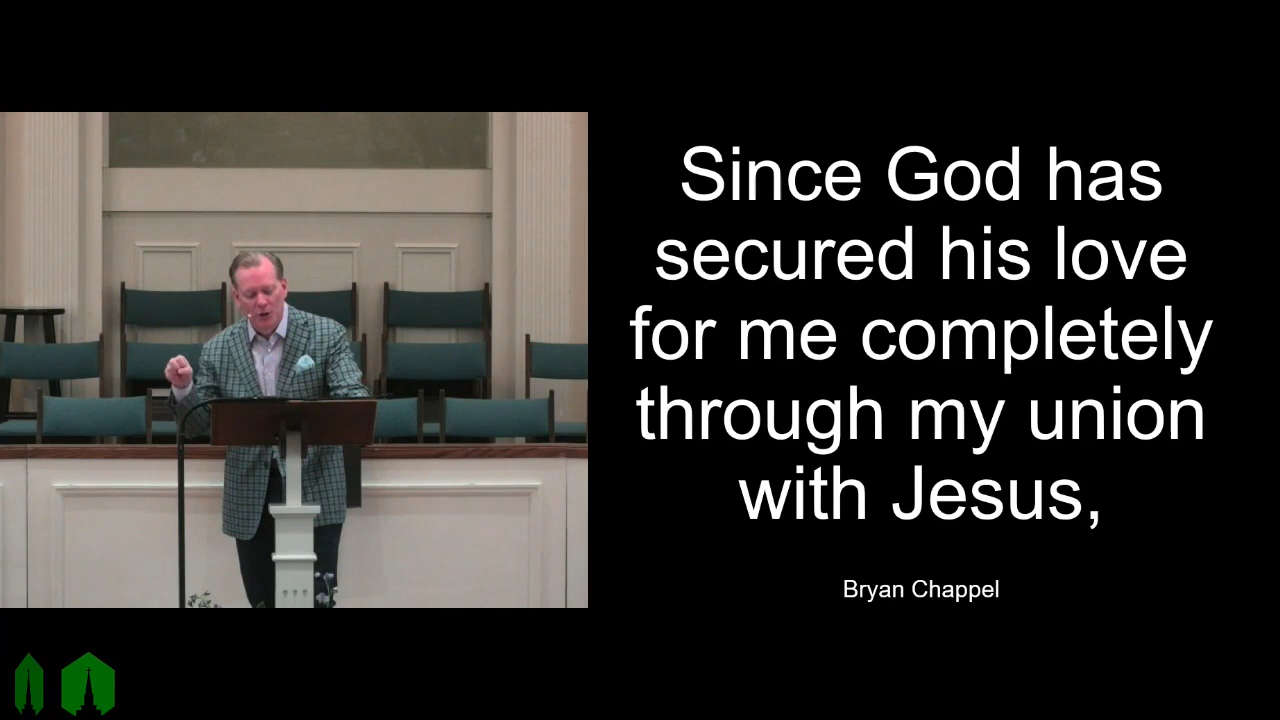 Since God has
secured his love
for me completely
through my union
with Jesus,
Bryan Chappel